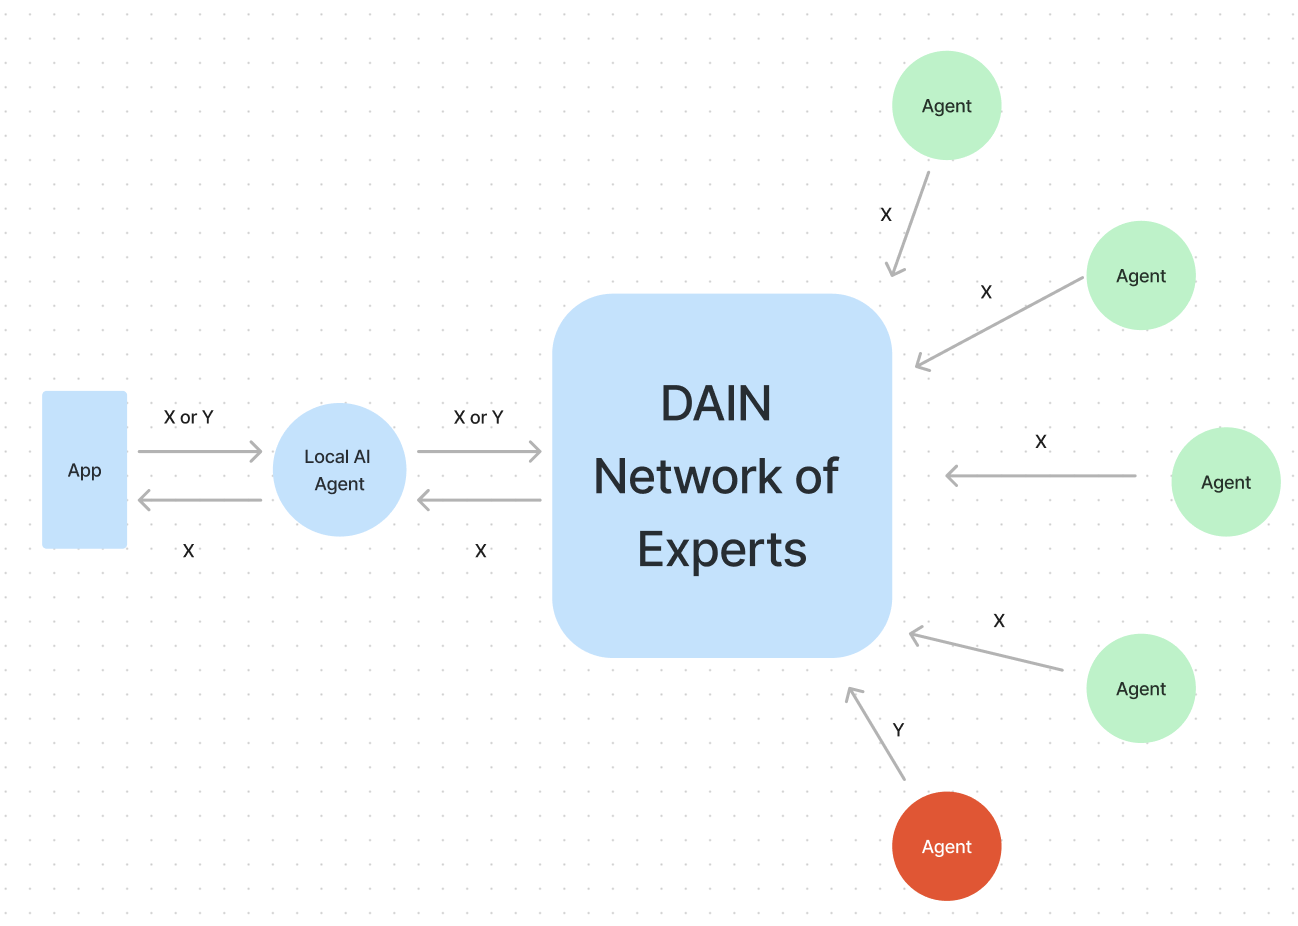 Agent
X
Agent
X
App
X or Y
X
Local AI
Agent
X or Y
X
DAIN
Network of
Experts
X
Agent
X
Agent
Y
Agent